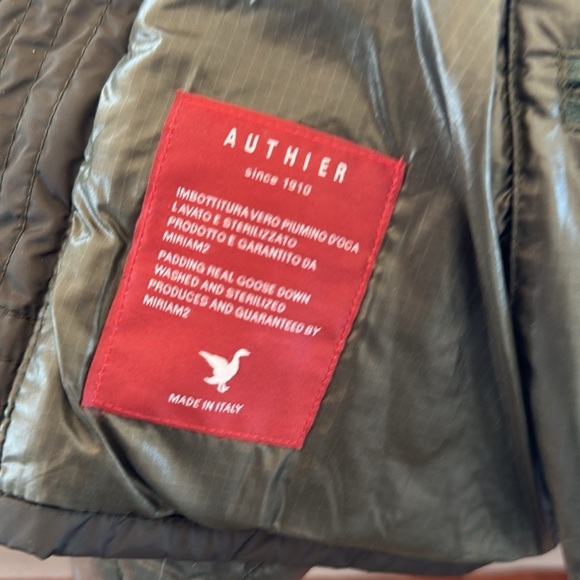 AUTHIER
since 1910
IMBOTTITURA VERO PIUMINO D'OGA
LAVATO E STERILIZZATO
PRODOTTO E GARANTITO DA
MIRIAM2
PADDING REAL GOOSE DOWN
WASHED AND STERILIZED
PRODUCES AND GUARANTEED BY
MIRIAM2
MADE IN ITALY